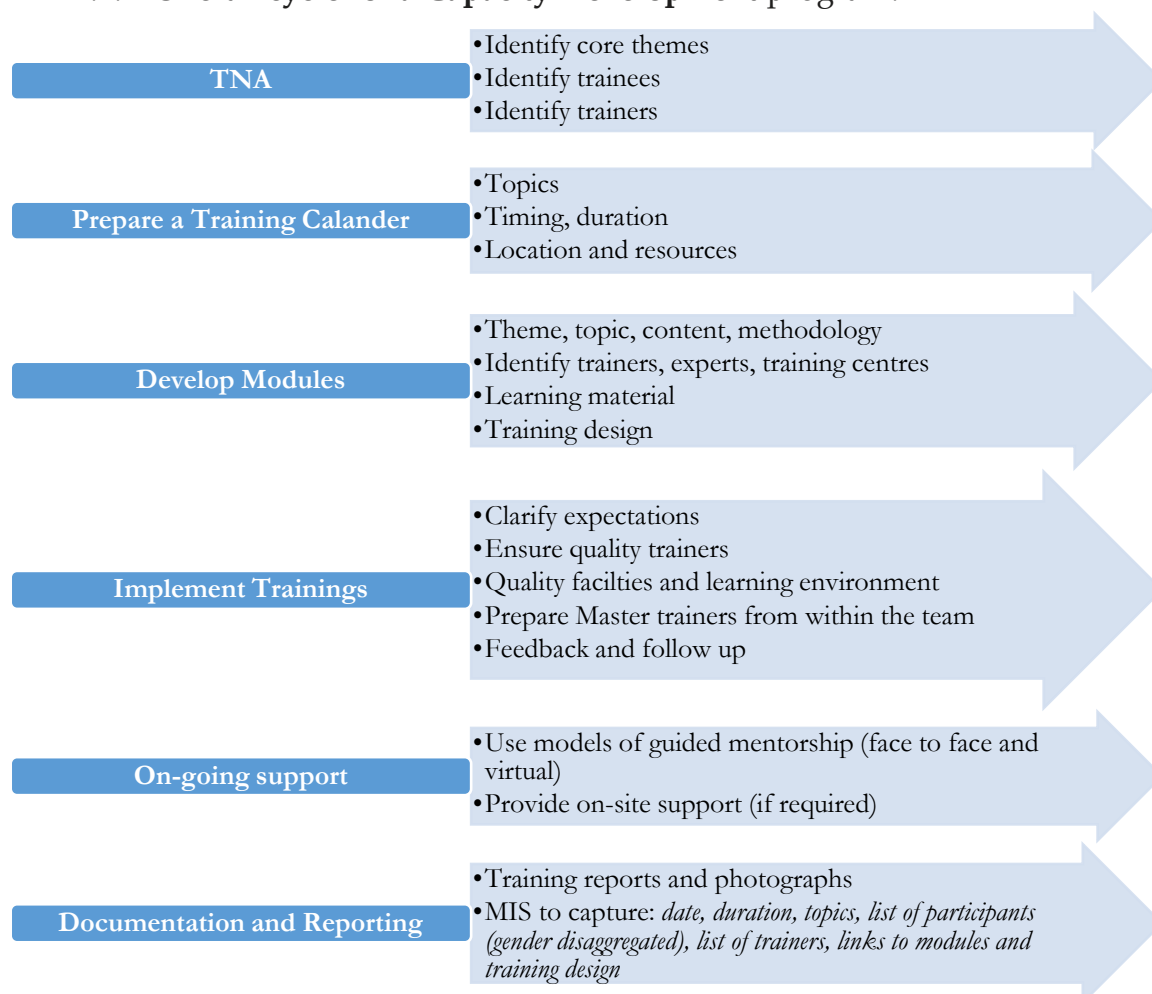 TNA
•Identify core themes
•Identify trainees
•Identify trainers
Prepare a Training Calander
•Topics
•Timing, duration
•Location and resources
Develop Modules
•Theme, topic, content, methodology
•Identify trainers, experts, training centres
•Learning material
•Training design
Implement Trainings
•Clarify expectations
•Ensure quality trainers
•Quality facilties and learning environment
•Prepare Master trainers from within the team
•Feedback and follow up
On-going support
•Use models of guided mentorship (face to face and
virtual)
•Provide on-site support (if required)
Documentation and Reporting
•Training reports and photographs
•MIS to capture: date, duration, topics, list of participants
(gender disaggregated), list of trainers, links to modules and
training design